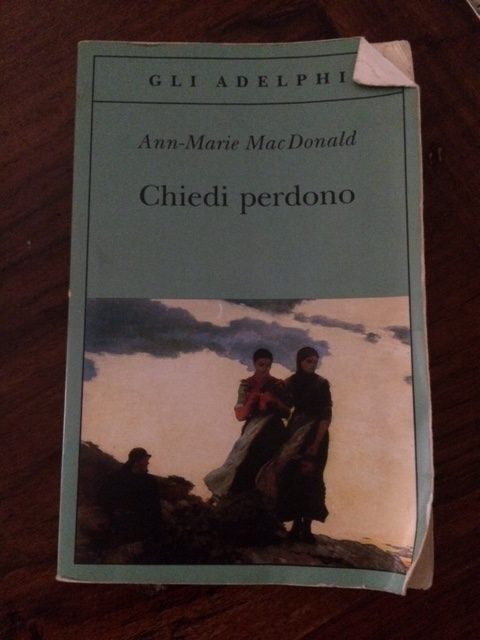 GLI ADELPHI
Ann-Marie MacDonald
Chiedi perdono